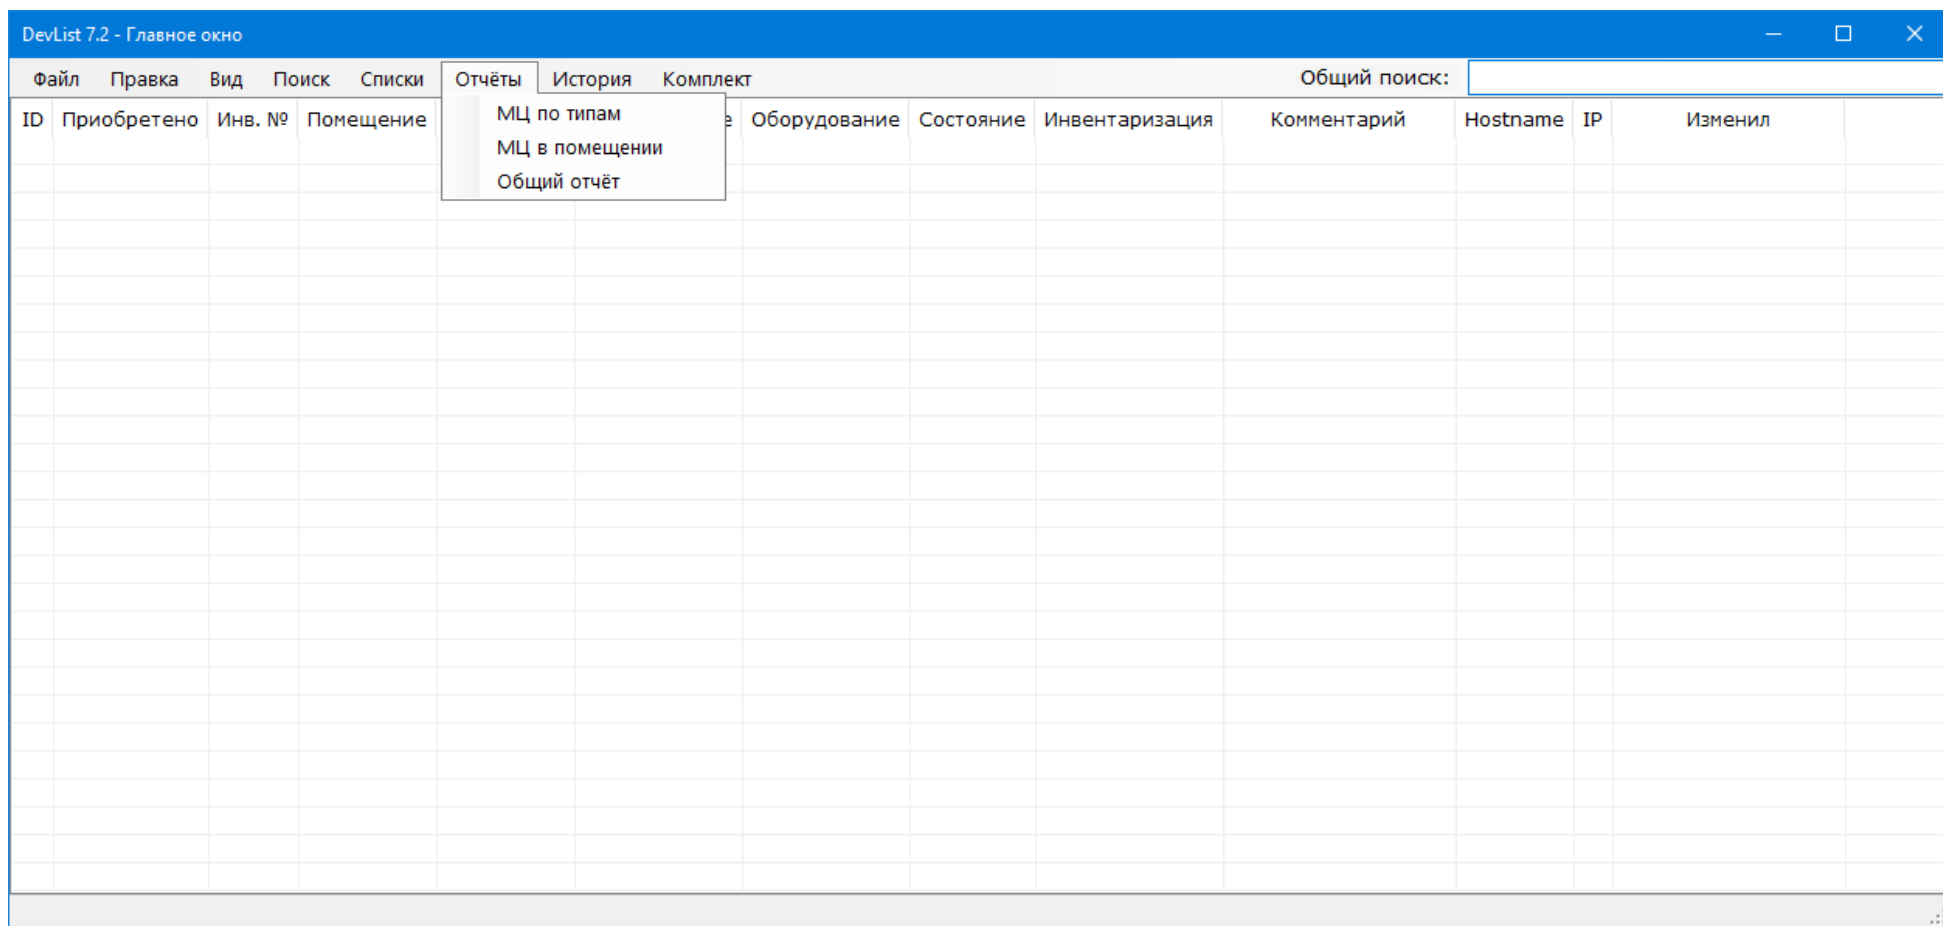 DevList 7.2 - Главное окно
Файл Правка Вид Поиск Списки Отчёты История Комплект Общий поиск:
ID Приобретено Инв. № Помещение Оборудование Состояние Инвентаризация Комментарий Hostname IP Изменил
МЦ по типам
МЦ в помещении
Общий отчёт